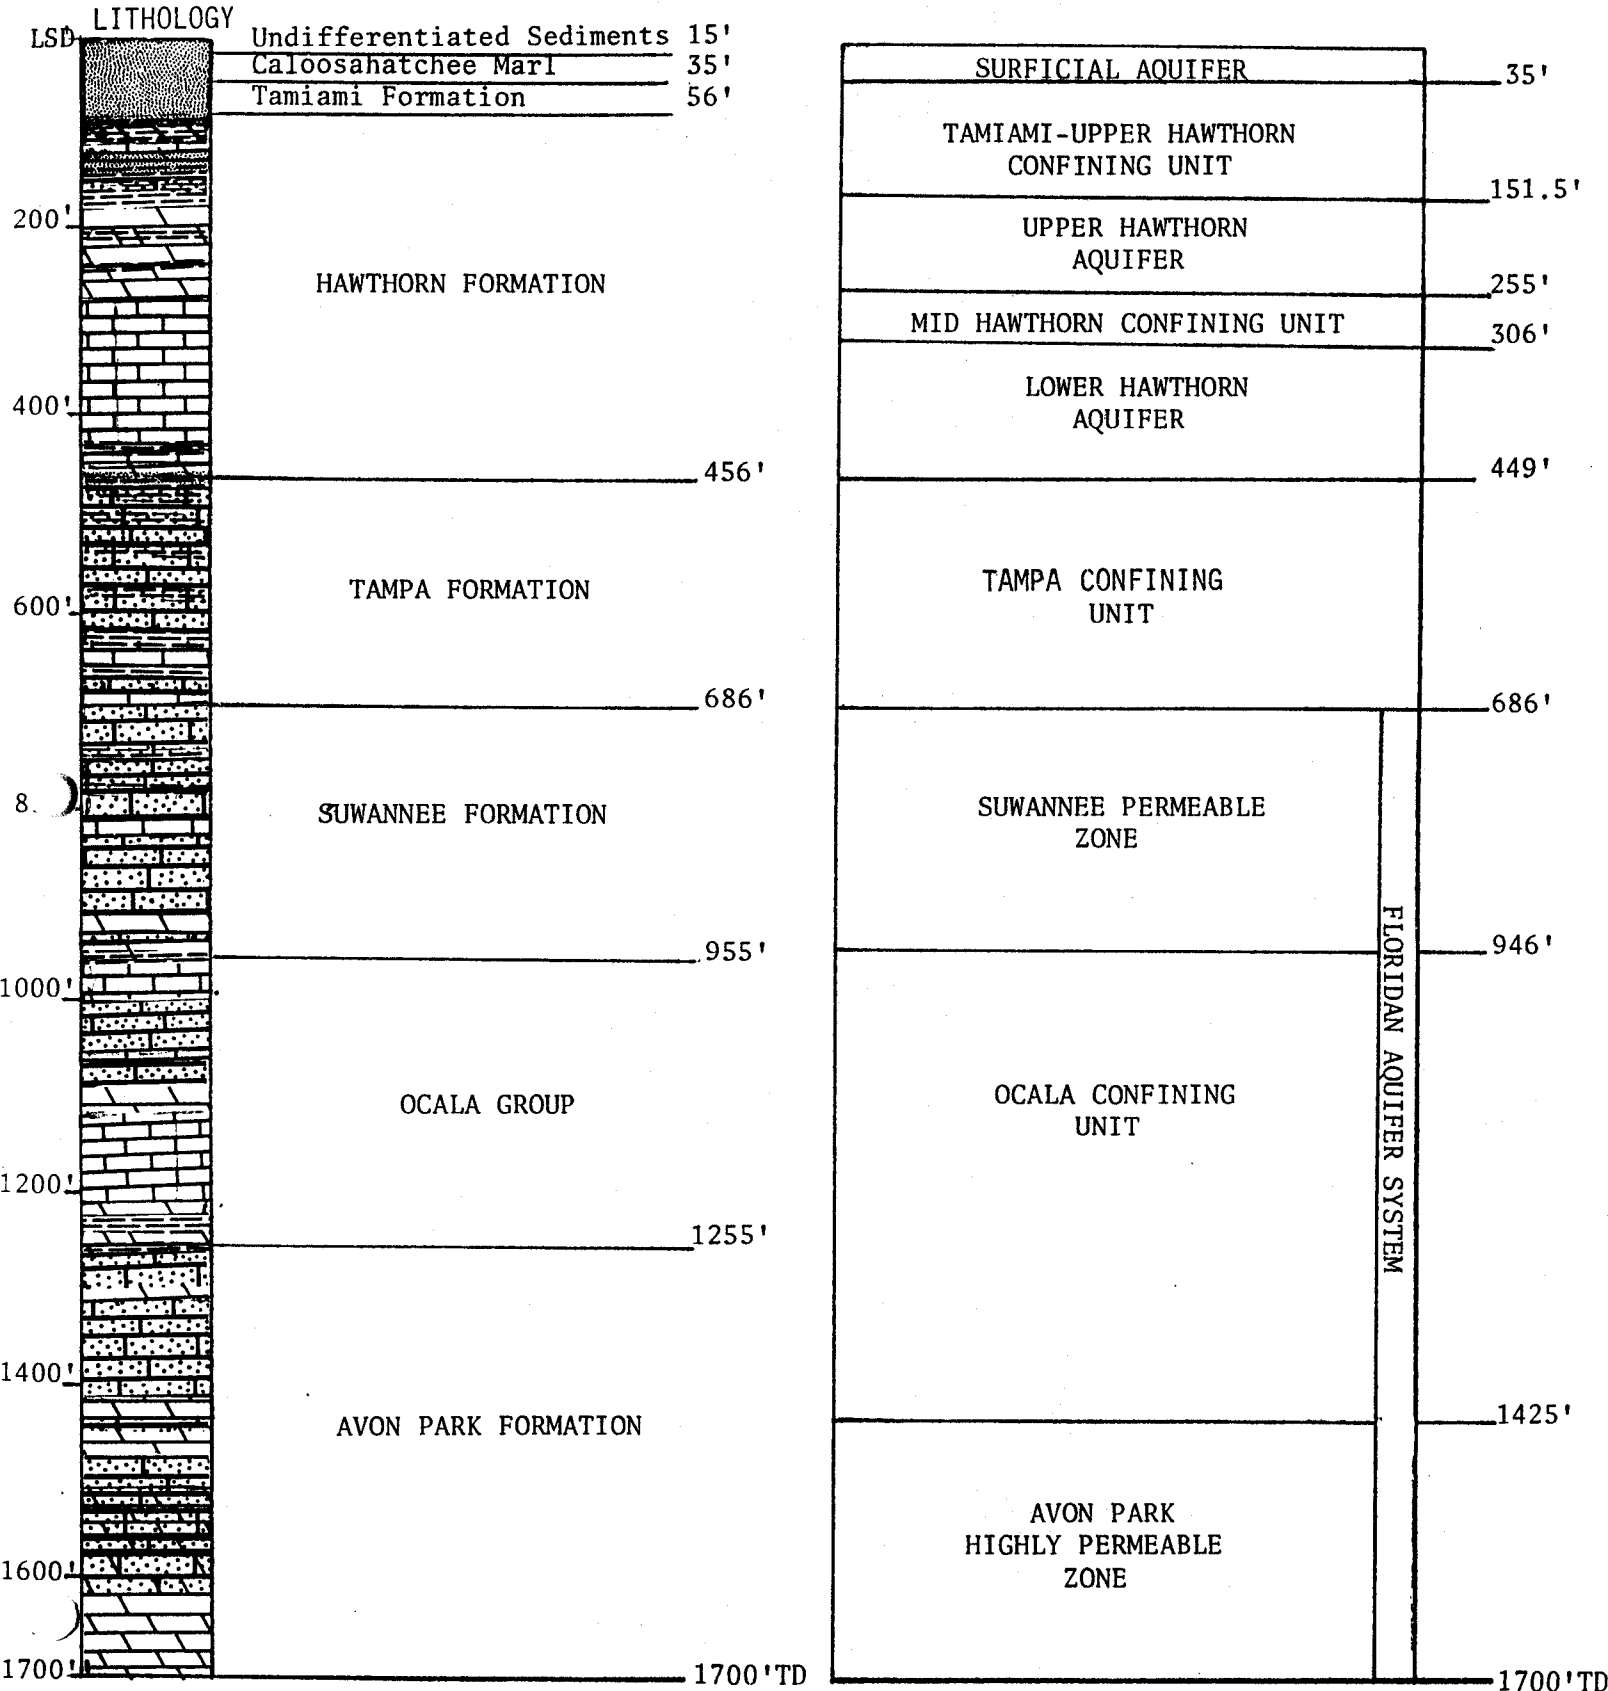 LITHOLOGY
LSD
Undifferentiated Sediments 15'
Caloosahatchee Marl 35'
Tamiami Formation 56'
200'
HAWTHORN FORMATION
400'
456'
TAMPA FORMATION
600'
686'
8
SUWANNEE FORMATION
955'
1000'
OCALA GROUP
1200'
1255'
1400'
AVON PARK FORMATION
1600'
1700'
1700'TD
SURFICIAL AQUIFER
35'
TAMIAMI-UPPER HAWTHORN
CONFINING UNIT
151.5'
UPPER HAWTHORN
AQUIFER
255'
MID HAWTHORN CONFINING UNIT
306'
LOWER HAWTHORN
AQUIFER
449'
TAMPA CONFINING
UNIT
686'
SUWANNEE PERMEABLE
ZONE
946'
OCALA CONFINING
UNIT
1425'
AVON PARK
HIGHLY PERMEABLE
ZONE
1700'TD
FLORIDAN AQUIFER SYSTEM